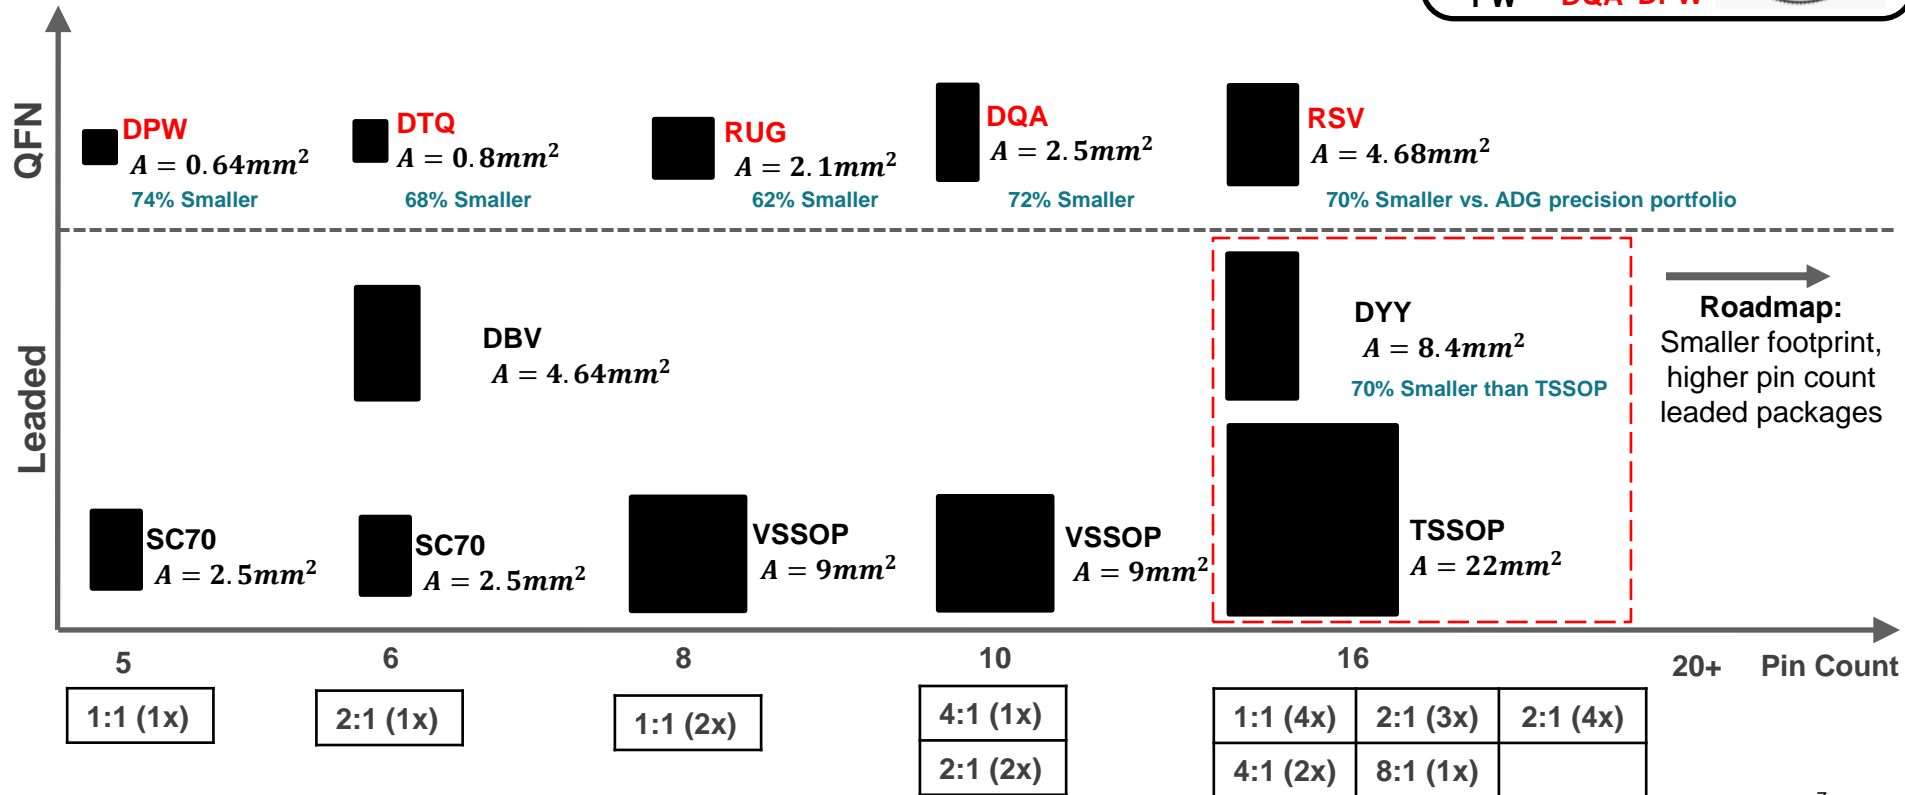 PW DQA DPW
QFN
DPW
A = 0.64mm²
74% Smaller
DTQ
A = 0.8mm²
68% Smaller
RUG
A = 2.1mm²
62% Smaller
DQA
A = 2.5mm²
72% Smaller
RSV
A = 4.68mm²
70% Smaller vs. ADG precision portfolio
Leaded
DBV
A = 4.64mm²
DYY
A = 8.4mm²
70% Smaller than TSSOP
Roadmap:
Smaller footprint,
higher pin count
leaded packages
SC70
A = 2.5mm²
SC70
A = 2.5mm²
VSSOP
A = 9mm²
VSSOP
A = 9mm²
TSSOP
A = 22mm²
5 6 8 10 16 20+ Pin Count
1:1 (1x)
2:1 (1x)
1:1 (2x)
4:1 (1x)
2:1 (2x)
1:1 (4x) 2:1 (3x) 2:1 (4x)
4:1 (2x) 8:1 (1x)